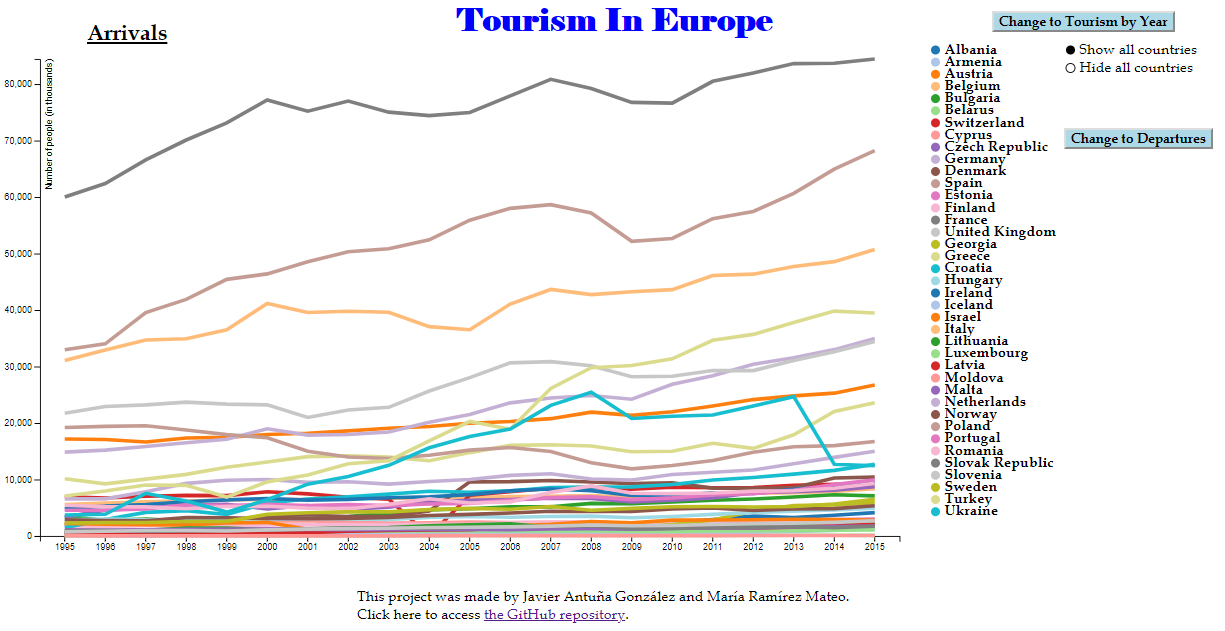 Tourism In Europe
Arrivals
Change to Tourism by Year
Show all countries
Hide all countries
Change to Departures
Number of people (in thousands)
80,000
70,000
60,000
50,000
40,000
30,000
20,000
10,000
0
1995 1996 1997 1998 1999 2000 2001 2002 2003 2004 2005 2006 2007 2008 2009 2010 2011 2012 2013 2014 2015
Albania
Armenia
Austria
Belgium
Bulgaria
Belarus
Switzerland
Cyprus
Czech Republic
Germany
Denmark
Spain
Estonia
Finland
France
United Kingdom
Georgia
Greece
Croatia
Hungary
Ireland
Iceland
Israel
Italy
Lithuania
Luxembourg
Latvia
Moldova
Malta
Netherlands
Norway
Poland
Portugal
Romania
Slovak Republic
Slovenia
Sweden
Turkey
Ukraine
This project was made by Javier Antuña González and María Ramírez Mateo.
Click here to access the GitHub repository.